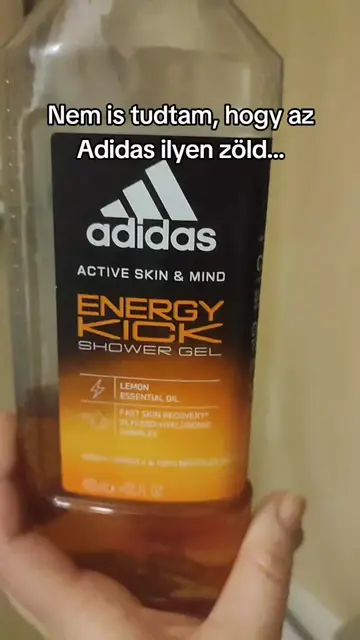 Nem is tudtam, hogy az
Adidas ilyen zöld...
adidas
ACTIVE SKIN & MIND
ENERGY
KICK
SHOWER GEL
LEMON
ESSENTIAL OIL
FAST SKIN RECOVERY*
COMPLEX